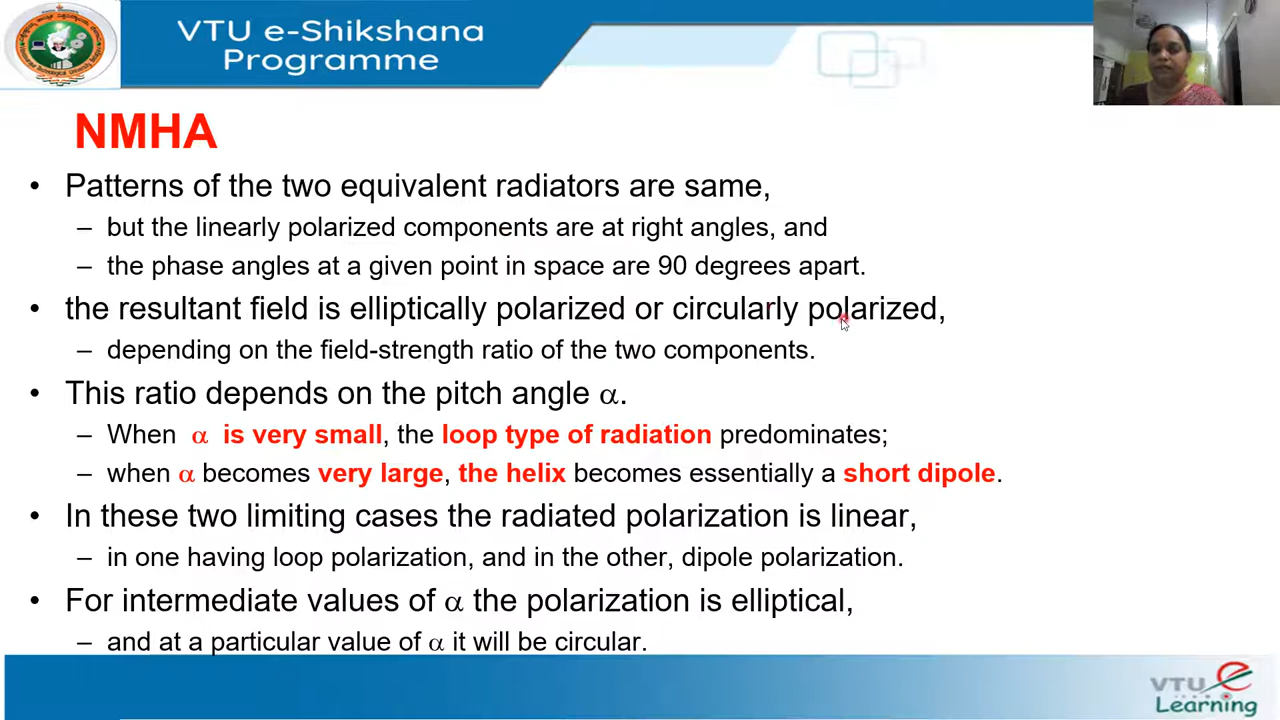 VTU e-Shikshana
Programme
NMHA
• Patterns of the two equivalent radiators are same,
– but the linearly polarized components are at right angles, and
– the phase angles at a given point in space are 90 degrees apart.
• the resultant field is elliptically polarized or circularly polarized,
– depending on the field-strength ratio of the two components.
• This ratio depends on the pitch angle α.
– When α is very small, the loop type of radiation predominates;
– when α becomes very large, the helix becomes essentially a short dipole.
• In these two limiting cases the radiated polarization is linear,
– in one having loop polarization, and in the other, dipole polarization.
• For intermediate values of α the polarization is elliptical,
– and at a particular value of α it will be circular.
VTU e
Learning